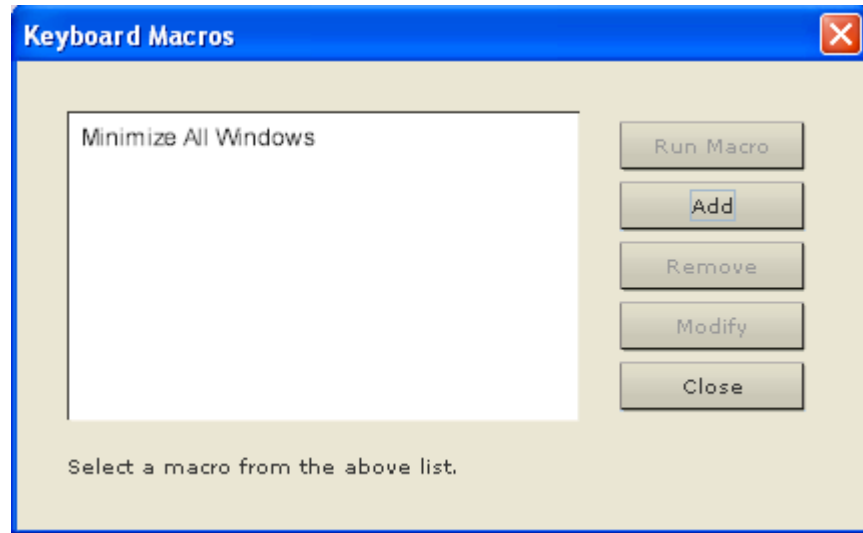 Keyboard Macros
Minimize All Windows
Run Macro
Add
Remove
Modify
Close
Select a macro from the above list.